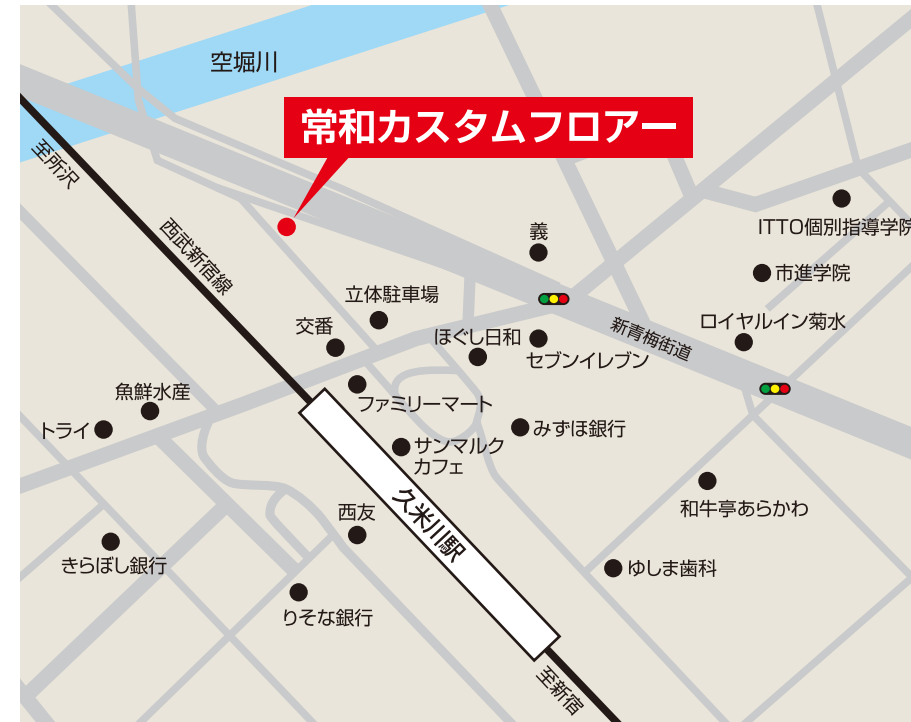 空堀川
常和カスタムフロアー
至所沢
西武新宿線
ITTO個別指導学院
義
市進学院
立体駐車場
交番
ほぐし日和
セブンイレブン
新青梅街道
ロイヤルイン菊水
魚鮮水産
トライ
ファミリーマート
サンマルク
カフェ
みずほ銀行
久米川駅
西友
和牛亭あらかわ
きらぼし銀行
りそな銀行
ゆしま歯科
至新宿